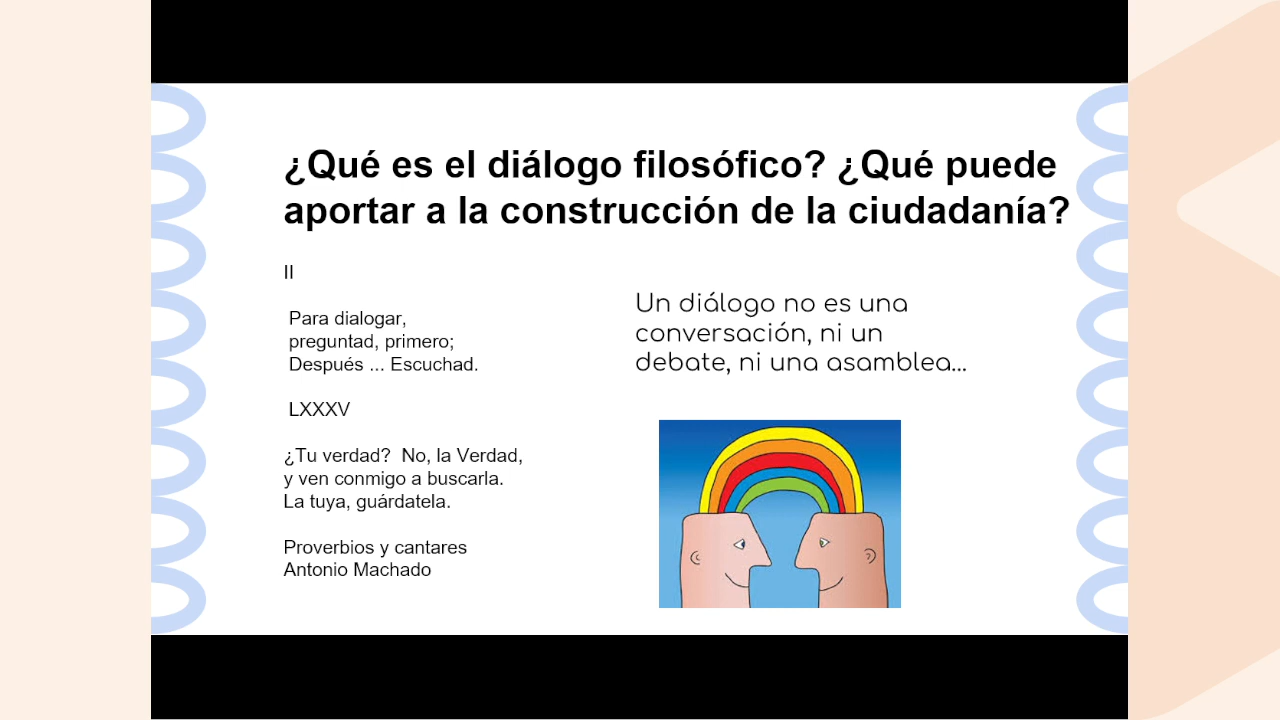 ¿Qué es el diálogo filosófico? ¿Qué puede
aportar a la construcción de la ciudadanía?
II
Para dialogar,
preguntad, primero;
Después ... Escuchad.
LXXXV
¿Tu verdad? No, la Verdad,
y ven conmigo a buscarla.
La tuya, guárdatela.
Proverbios y cantares
Antonio Machado
Un diálogo no es una
conversación, ni un
debate, ni una asamblea...